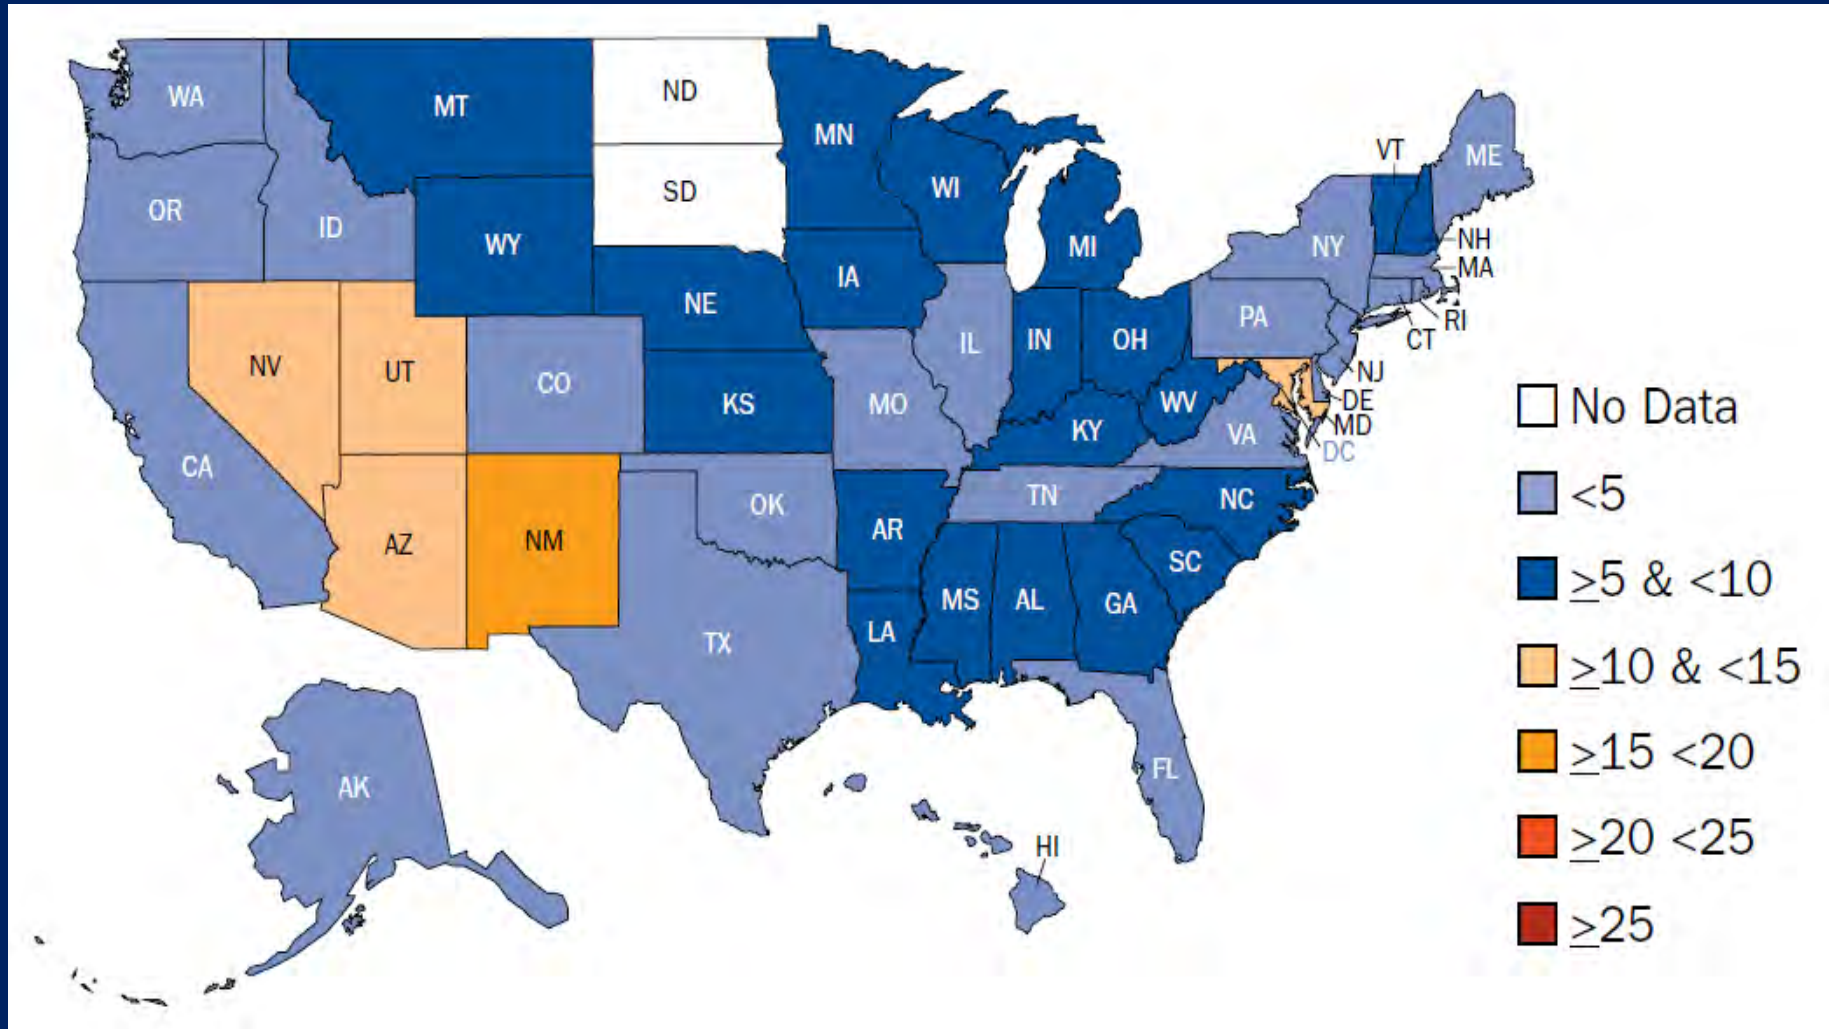 WA
MT
ND
MN
VT
ME
OR
ID
WY
SD
WI
MI
NY
NH
MA
NE
IA
PA
RI
CT
NV
UT
CO
KS
MO
IL
IN
OH
WV
KY
VA
NJ
DE
MD
DC
CA
AZ
NM
OK
AR
TN
NC
TX
LA
MS
AL
GA
SC
AK
FL
HI
No Data
<5
≥5 & <10
≥10 & <15
≥15 <20
≥20 <25
≥25